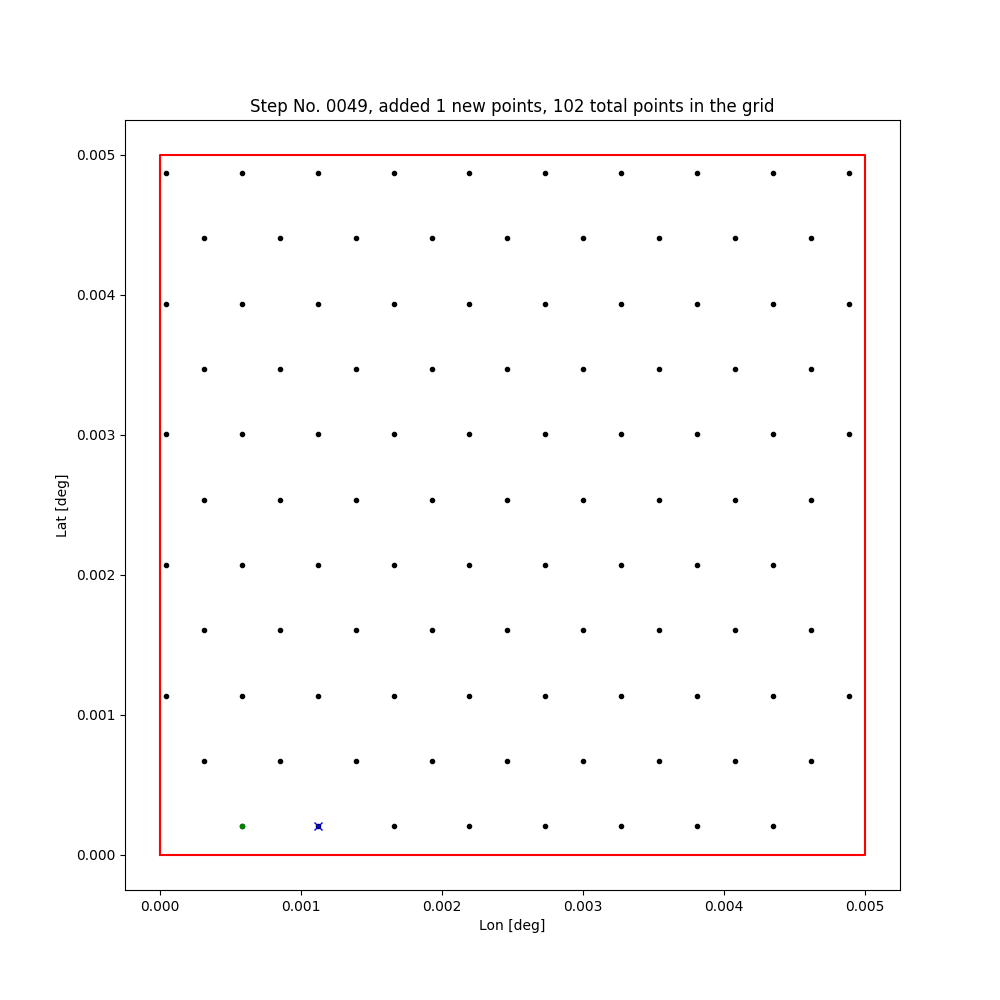 Step No. 0049, added 1 new points, 102 total points in the grid
0.005
0.004
0.003
0.002
0.001
0.000
Lat [deg]
0.000 0.001 0.002 0.003 0.004 0.005
Lon [deg]